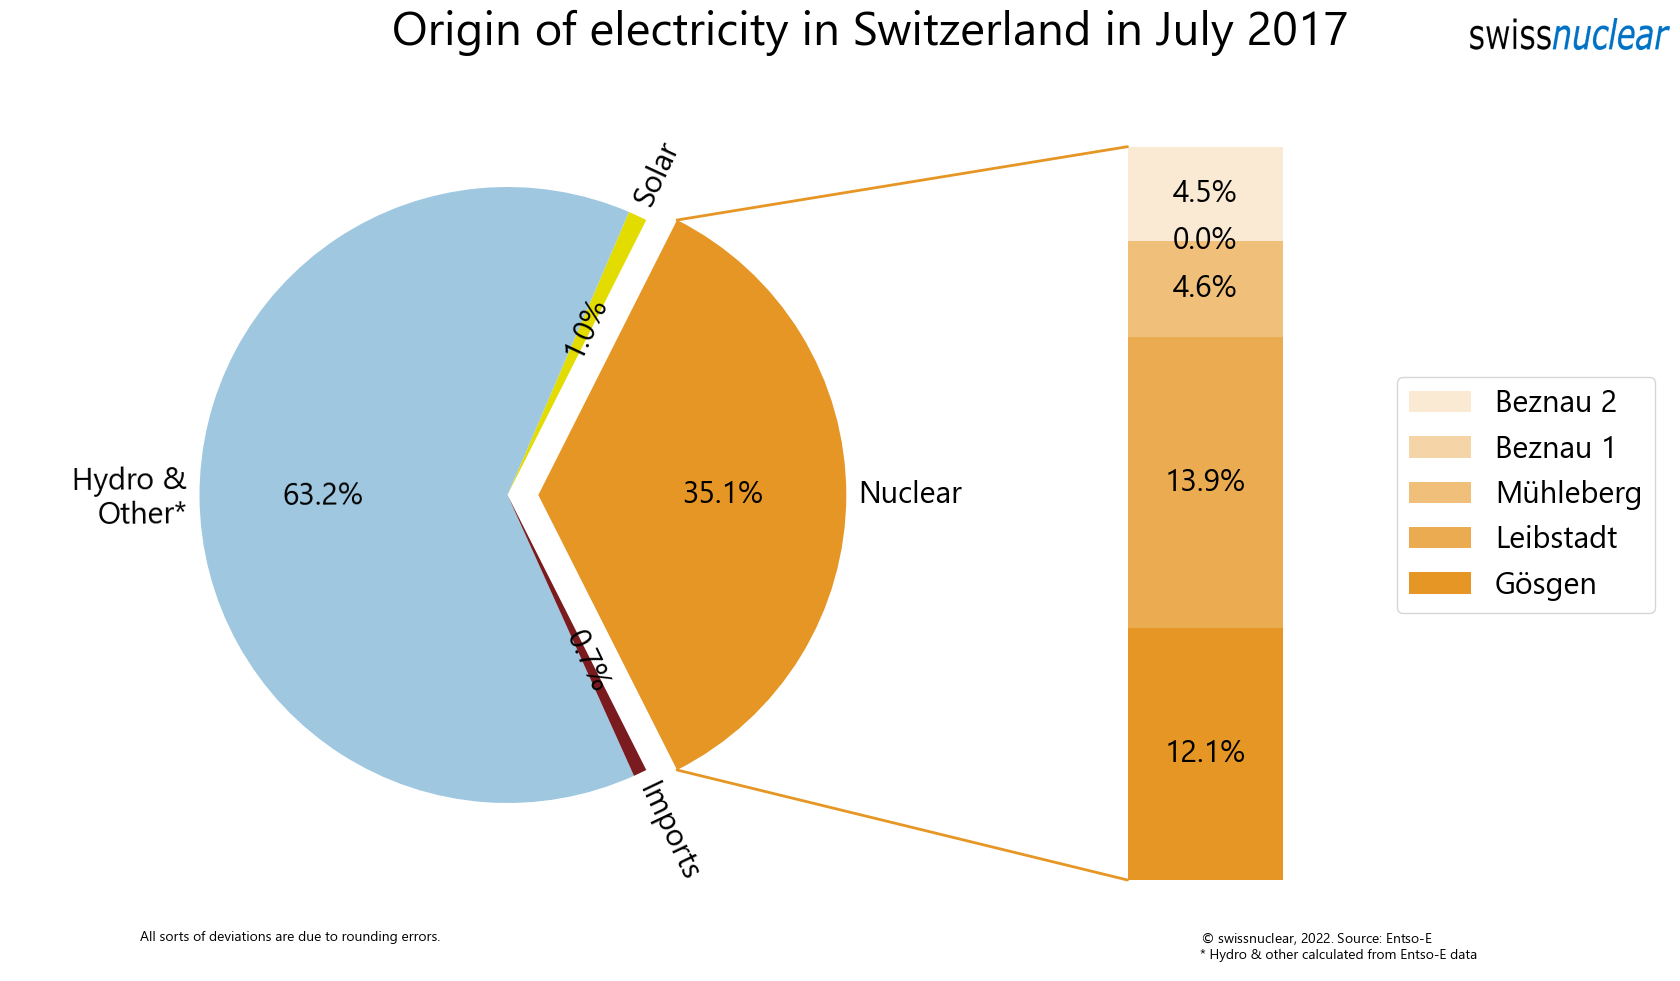 Origin of electricity in Switzerland in July 2017
swissnuclear
Solar
1.0%
Hydro &
Other*
63.2%
35.1%
Nuclear
0.7%
Imports
4.5%
0.0%
4.6%
13.9%
12.1%
Beznau 2
Beznau 1
Mühleberg
Leibstadt
Gösgen
All sorts of deviations are due to rounding errors.
© swissnuclear, 2022. Source: Entso-E
* Hydro & other calculated from Entso-E data